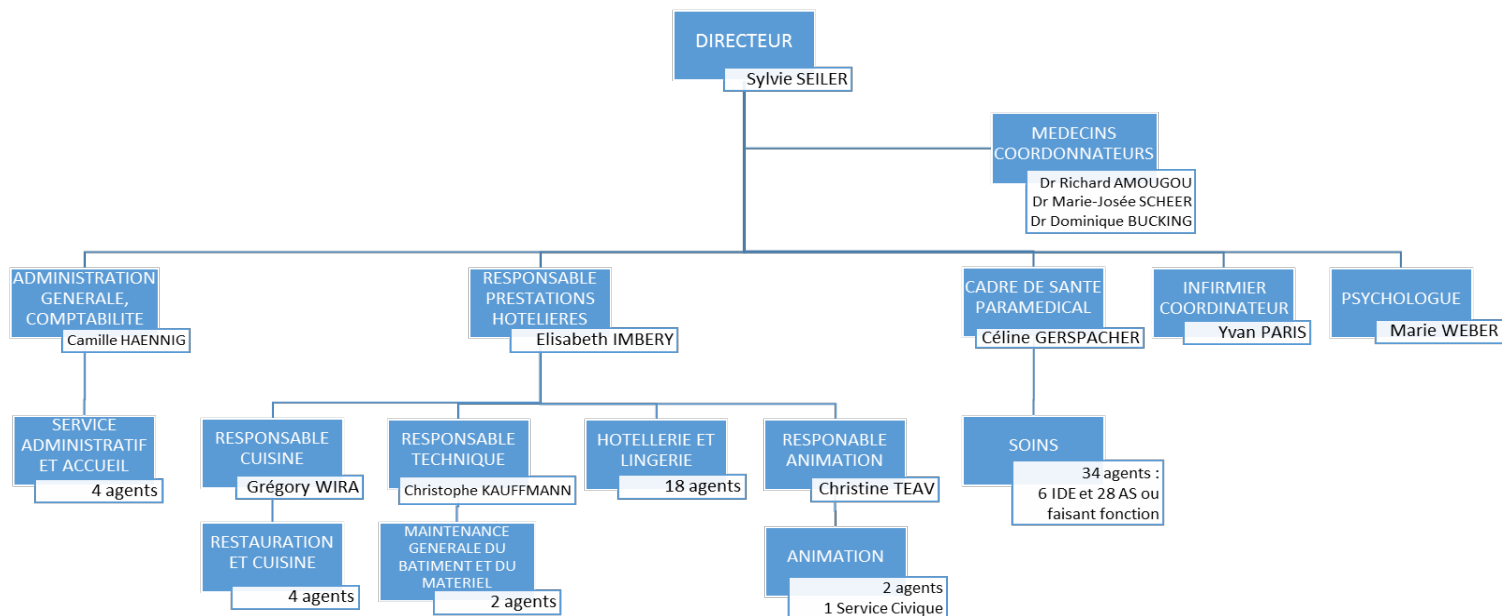 DIRECTEUR
Sylvie SEILER
MEDECINS
COORDONNATEURS
Dr Richard AMOUGOU
Dr Marie-Josée SCHEER
Dr Dominique BUCKING
ADMINISTRATION
GENERALE,
COMPTABILITE
Camille HAENNIG
RESPONSABLE
PRESTATIONS
HOTELIERES
Elisabeth IMBERY
CADRE DE SANTE
PARAMEDICAL
Céline GERSPACHER
INFIRMIER
COORDINATEUR
Yvan PARIS
PSYCHOLOGUE
Marie WEBER
SERVICE
ADMINISTRATIF
ET ACCUEIL
4 agents
RESPONSABLE
CUISINE
Grégory WIRA
RESPONSABLE
TECHNIQUE
Christophe KAUFFMANN
HOTELLERIE ET
LINGERIE
18 agents
RESPONABLE
ANIMATION
Christine TEAV
SOINS
34 agents :
6 IDE et 28 AS ou
faisant fonction
RESTAURATION
ET CUISINE
4 agents
MAINTENANCE
GENERALE DU
BATIMENT ET DU
MATERIEL
2 agents
ANIMATION
2 agents
1 Service Civique